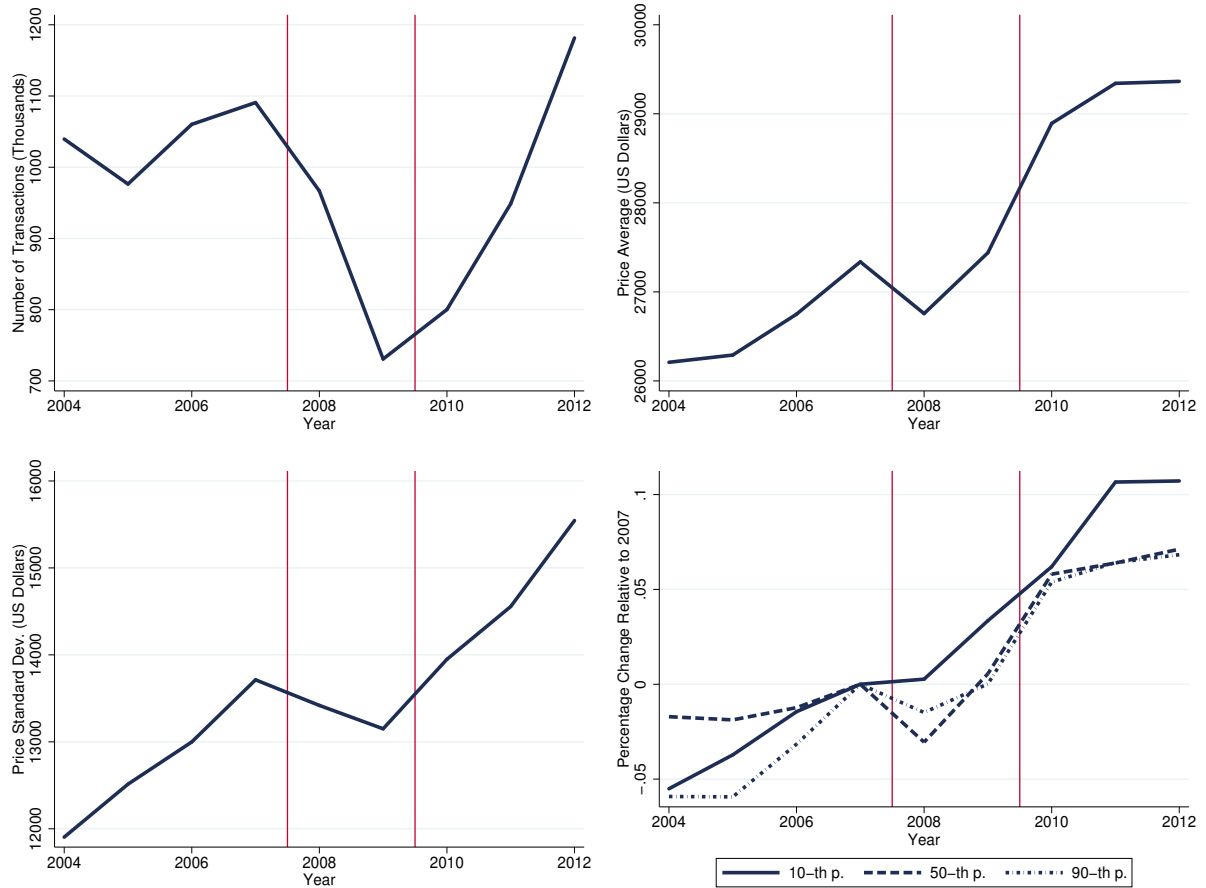 Number of Transactions (Thousands)
1200
1100
1000
900
800
700
2004 2006 2008 2010 2012
Year
Price Average (US Dollars)
30000
29000
28000
27000
26000
2004 2006 2008 2010 2012
Year
Price Standard Dev. (US Dollars)
16000
15000
14000
13000
12000
2004 2006 2008 2010 2012
Year
Percentage Change Relative to 2007
.1
.05
0
−.05
2004 2006 2008 2010 2012
Year
10−th p. 50−th p. 90−th p.